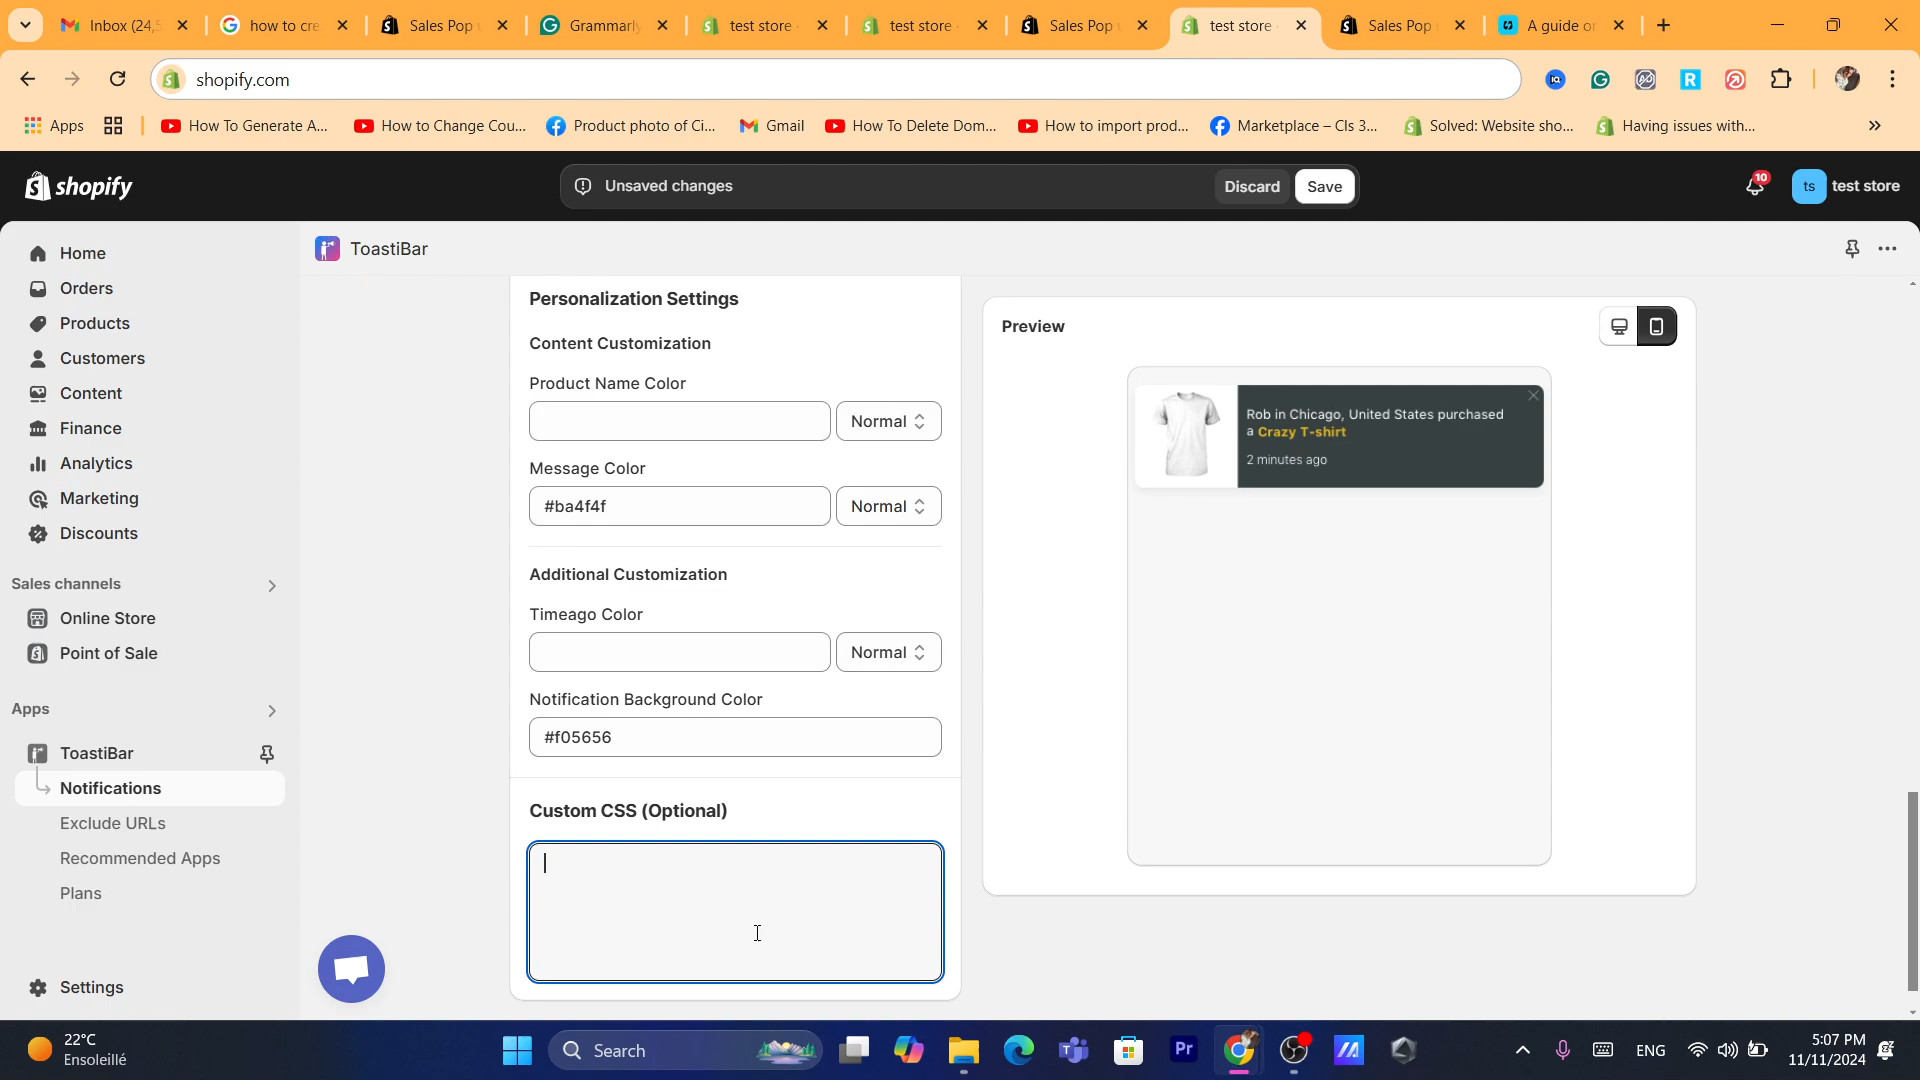 Inbox (24,5
how to cre
Sales Pop u
Grammarly
test store ·
test store ·
Sales Pop u
test store ·
Sales Pop u
A guide on
shopify.com
Apps
How To Generate A...
How to Change Cou...
Product photo of Ci...
Gmail
How To Delete Dom...
How to import prod...
Marketplace – Cls 3...
Solved: Website sho...
Having issues with...
»
shopify
Unsaved changes
Discard
Save
10
ts
test store
Home
Orders
Products
Customers
Content
Finance
Analytics
Marketing
Discounts
Sales channels
Online Store
Point of Sale
Apps
ToastiBar
Notifications
Exclude URLs
Recommended Apps
Plans
Settings
ToastiBar
Personalization Settings
Content Customization
Product Name Color
Normal
Message Color
#ba4f4f
Normal
Additional Customization
Timeago Color
Normal
Notification Background Color
#f05656
Custom CSS (Optional)
Preview
Rob in Chicago, United States purchased
a Crazy T-shirt
2 minutes ago
22°C
Ensoleillé
Search
Pr
ENG
5:07 PM
11/11/2024